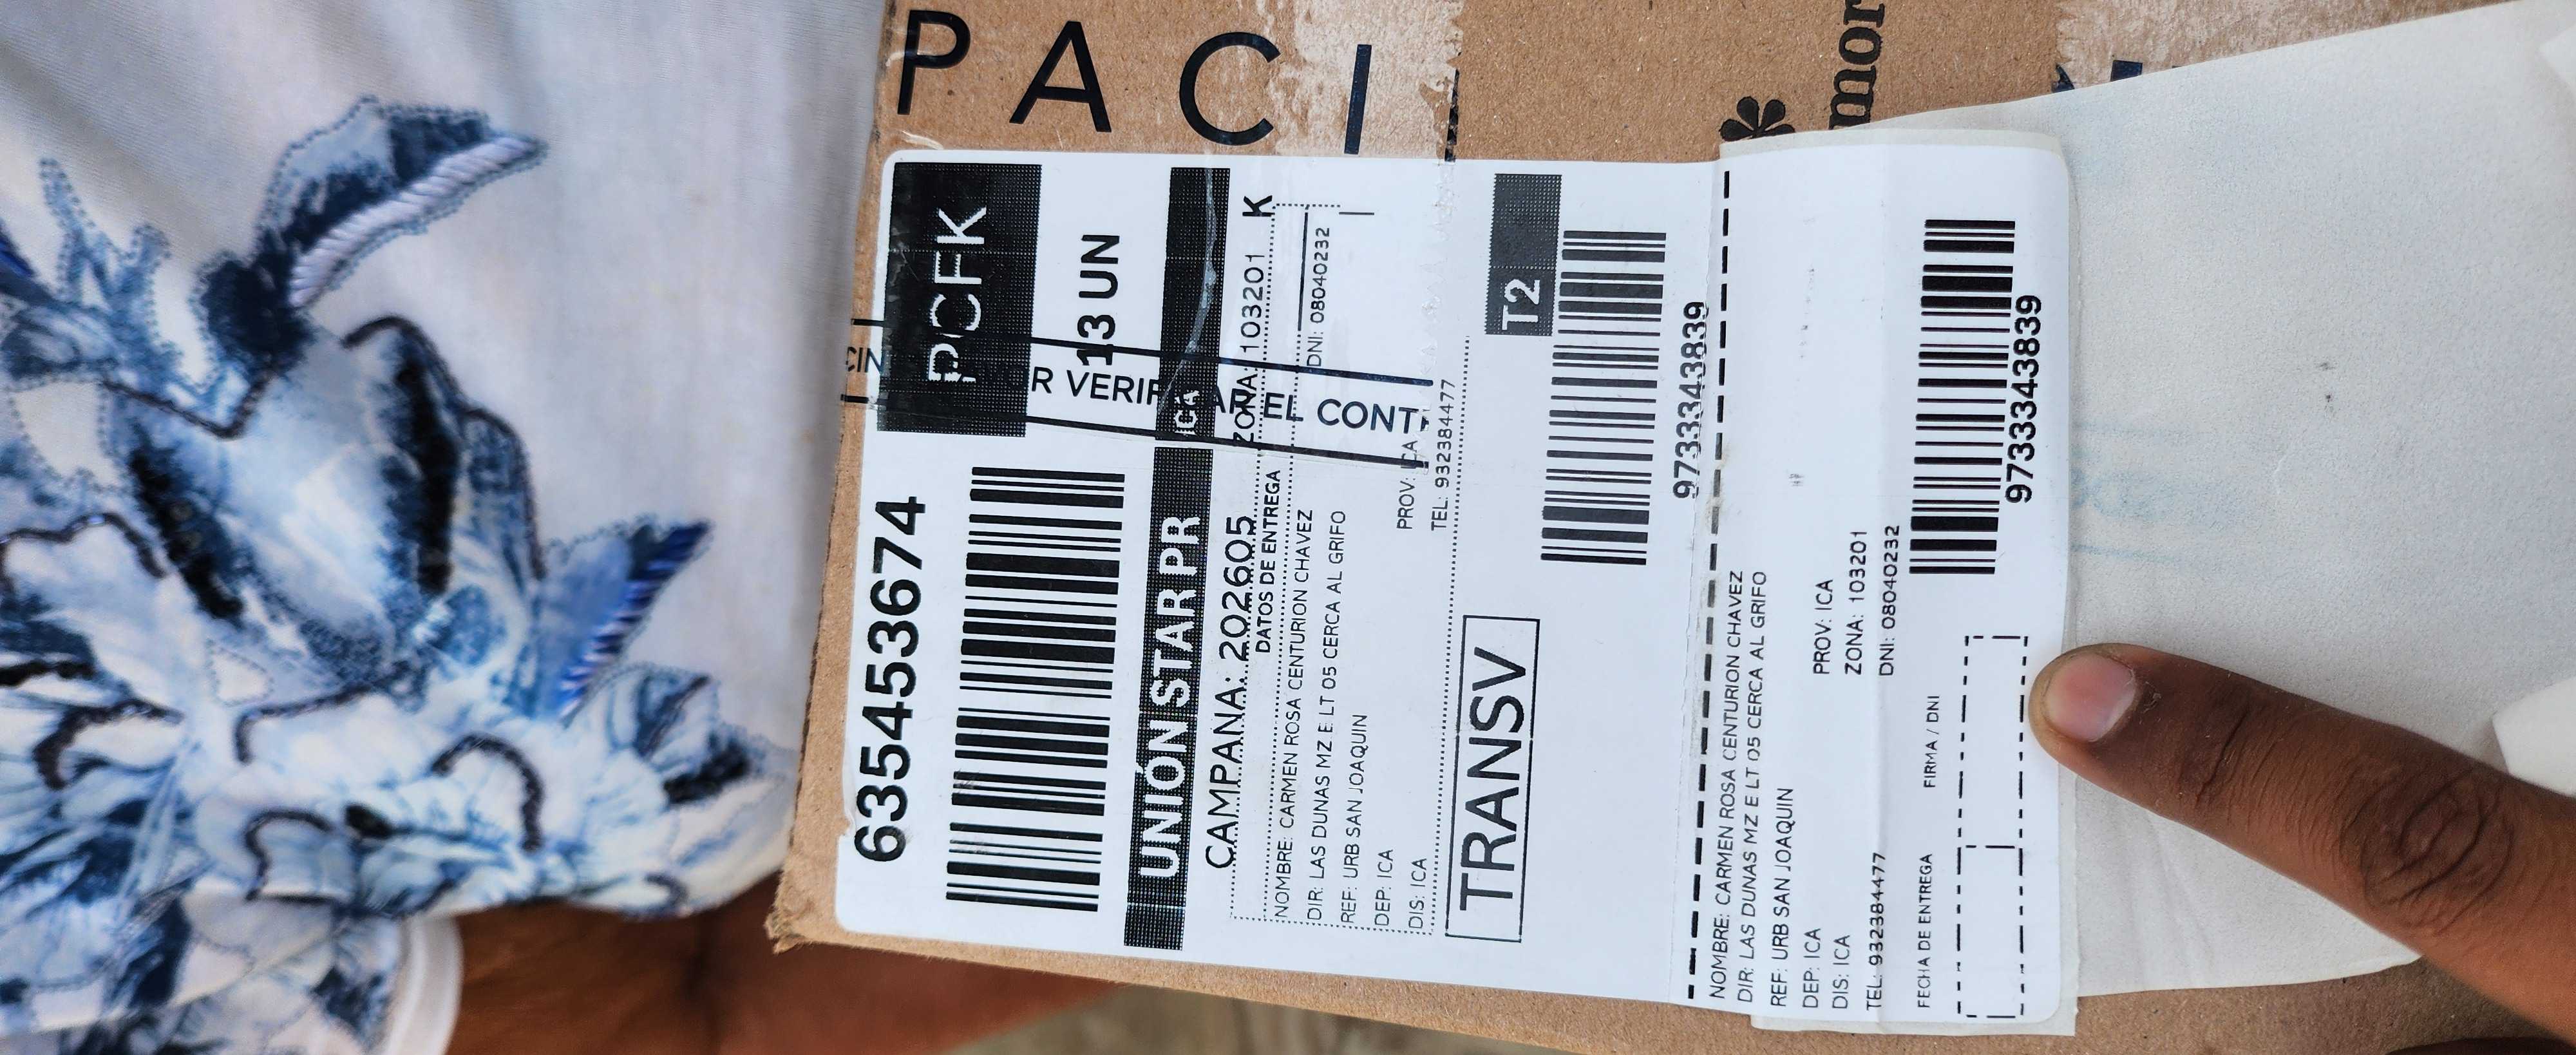 PACI
mor
PCFK
6354453674
13 UN
UNIÓN STAR PR ICA
CAMPAÑA: 202605 ZONA: 103201 K
DATOS DE ENTREGA
NOMBRE: CARMEN ROSA CENTURION CHAVEZ
DIR: LAS DUNAS MZ E LT 05 CERCA AL GRIFO DNI: 08040232
REF: URB SAN JOAQUIN
DEP: ICA PROV: ICA
DIS: ICA TEL: 932384477
R VERIFICAR EL CONT
TRANSV T2
9733343839
NOMBRE: CARMEN ROSA CENTURION CHAVEZ
DIR: LAS DUNAS MZ E LT 05 CERCA AL GRIFO
REF: URB SAN JOAQUIN
DEP: ICA PROV: ICA
DIS: ICA ZONA: 103201
TEL: 932384477 DNI: 08040232
FECHA DE ENTREGA FIRMA / DNI
9733343839